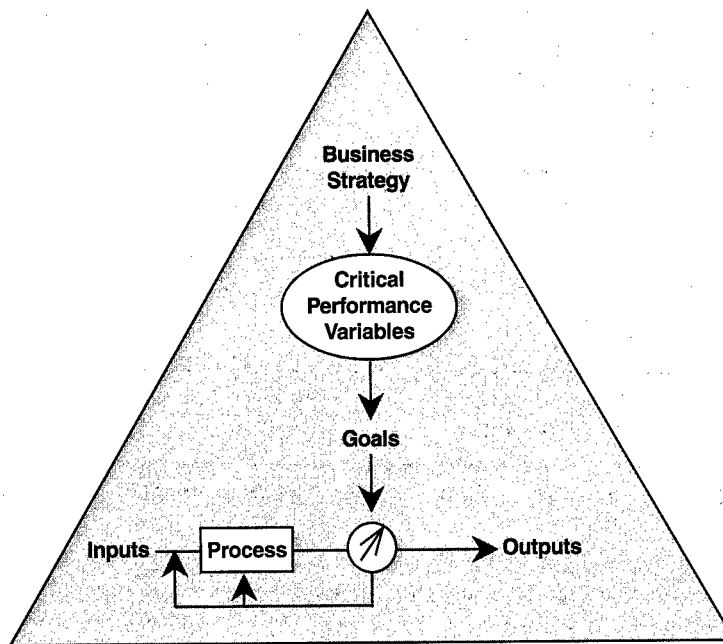 Business
Strategy
Critical
Performance
Variables
Goals
Inputs
Process
Outputs